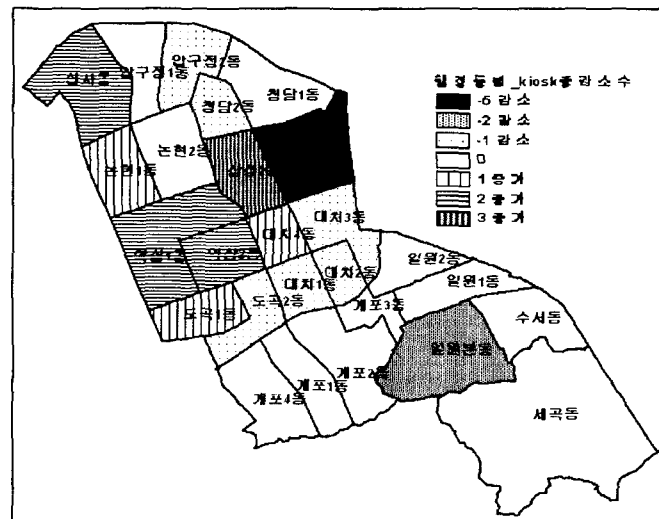 행정동별_kiosk증감소수
-5 감소
-2 감소
-1 감소
0
1 증가
2 증가
3 증가
신사동
압구정1동
압구정2동
청담2동
청담1동
논현1동
논현2동
대치3동
대치4동
역삼1동
역삼2동
도곡1동
도곡2동
대치1동
대치2동
개포3동
일원2동
일원1동
수서동
일원본동
개포4동
개포1동
개포2동
세곡동